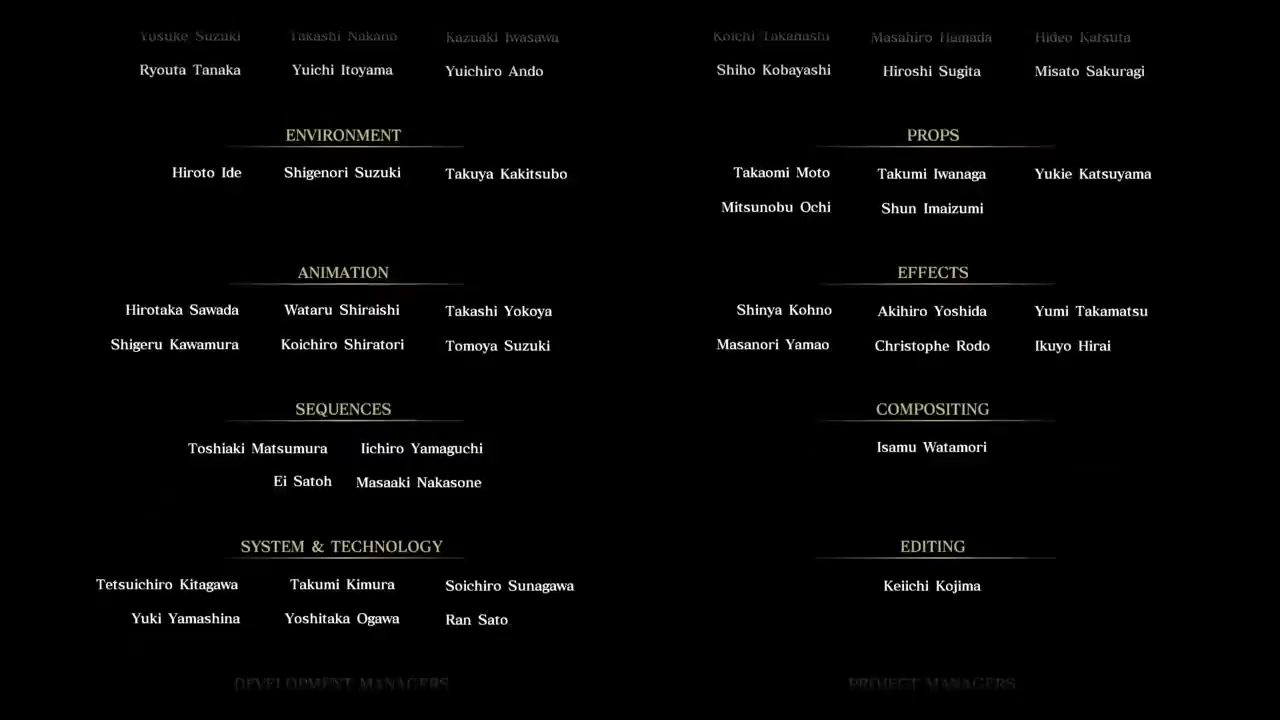 Yosuke Suzuki Takashi Nakano Kazuaki Iwasawa
Ryouta Tanaka Yuichi Itoyama Yuichiro Ando
ENVIRONMENT
Hiroto Ide Shigenori Suzuki Takuya Kakitsubo
ANIMATION
Hirotaka Sawada Wataru Shiraishi Takashi Yokoya
Shigeru Kawamura Koichiro Shiratori Tomoya Suzuki
SEQUENCES
Toshiaki Matsumura Iichiro Yamaguchi
Ei Satoh Masaaki Nakasone
SYSTEM & TECHNOLOGY
Tetsuichiro Kitagawa Takumi Kimura Soichiro Sunagawa
Yuki Yamashina Yoshitaka Ogawa Ran Sato
DEVELOPMENT MANAGERS
Koichi Takahashi Masahiro Hamada Hideo Katsuta
Shiho Kobayashi Hiroshi Sugita Misato Sakuragi
PROPS
Takaomi Moto Takumi Iwanaga Yukie Katsuyama
Mitsunobu Ochi Shun Imaizumi
EFFECTS
Shinya Kohno Akihiro Yoshida Yumi Takamatsu
Masanori Yamao Christophe Rodo Ikuyo Hirai
COMPOSITING
Isamu Watamori
EDITING
Keiichi Kojima
PROJECT MANAGERS